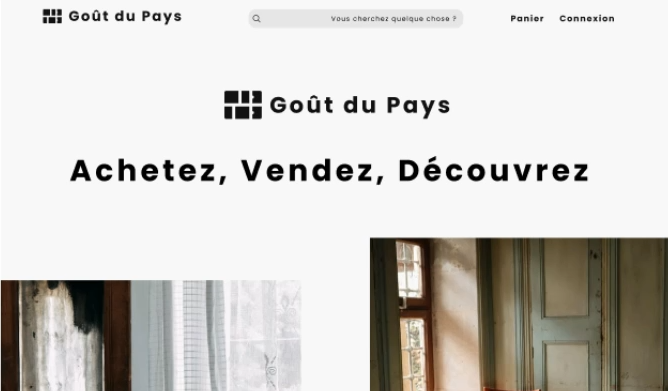 Goût du Pays
Vous cherchez quelque chose ?
Panier
Connexion
Goût du Pays
Achetez, Vendez, Découvrez